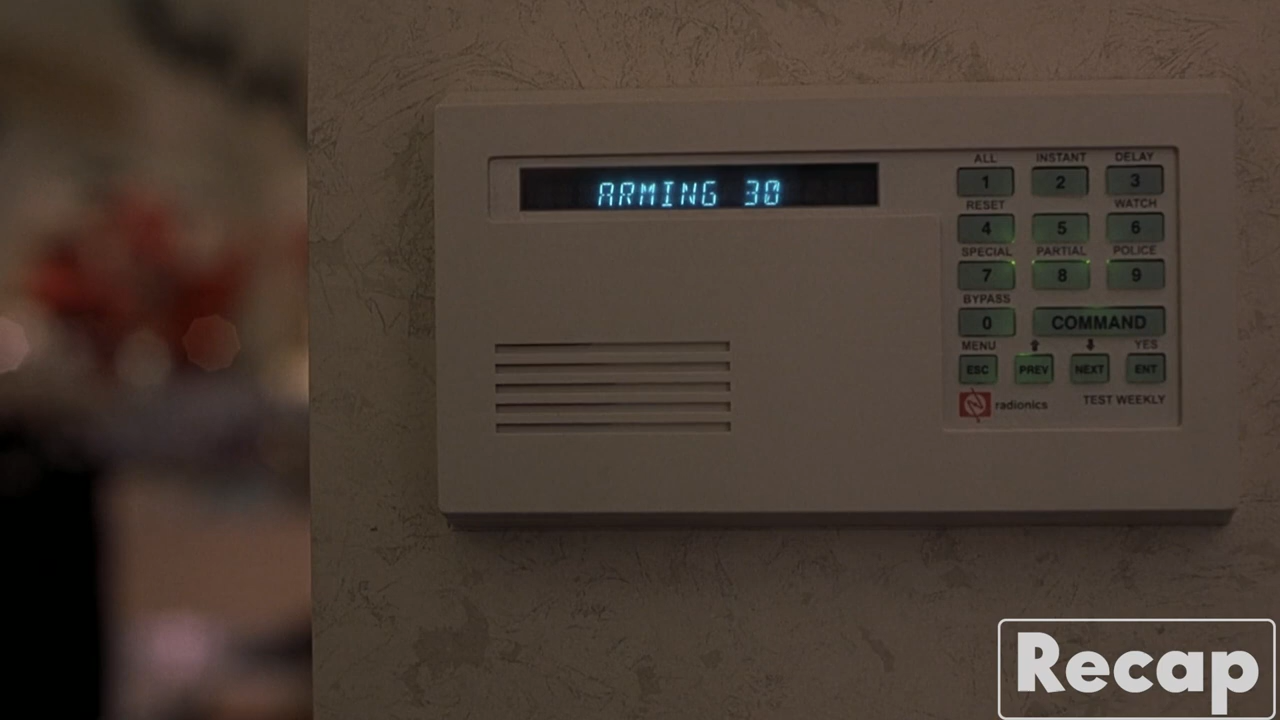 ARMING 30
ALL INSTANT DELAY
1 2 3
RESET WATCH
4 5 6
SPECIAL PARTIAL POLICE
7 8 9
BYPASS
0 COMMAND
MENU YES
ESC PREV NEXT ENT
radionics TEST WEEKLY
Recap